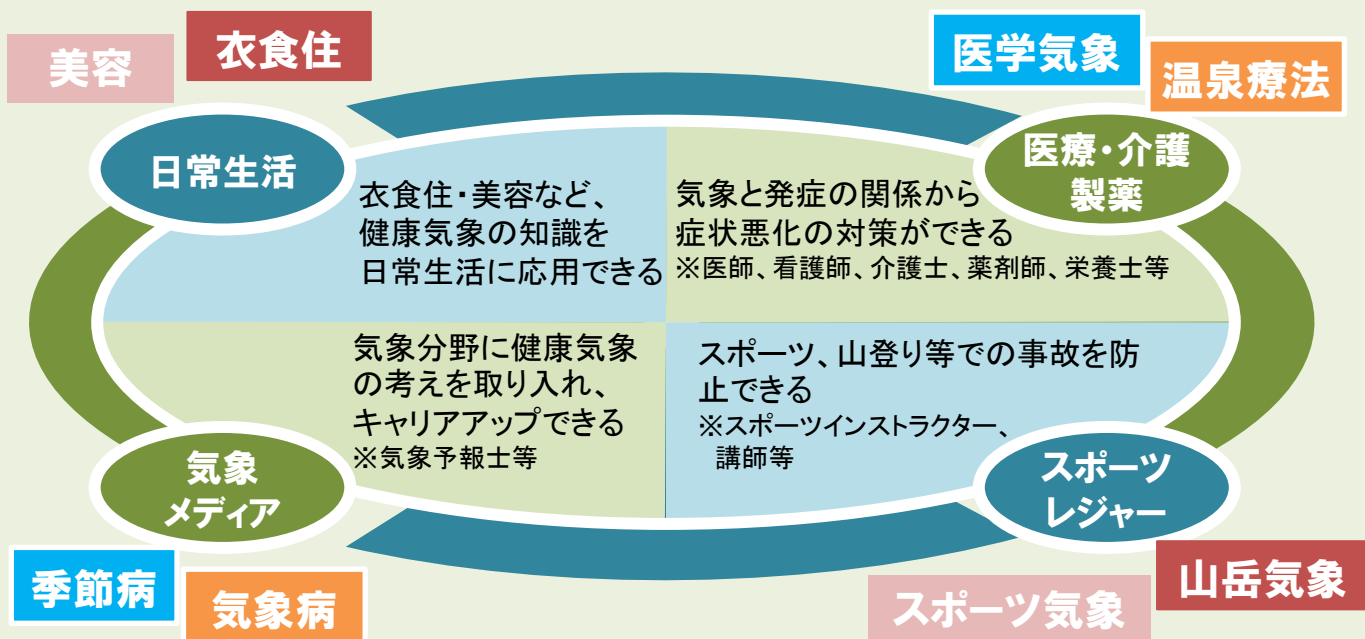 美容
衣食住
日常生活
衣食住・美容など、
健康気象の知識を
日常生活に応用できる
医学気象
温泉療法
医療・介護
製薬
気象と発症の関係から
症状悪化の対策ができる
※医師、看護師、介護士、薬剤師、栄養士等
気象分野に健康気象
の考えを取り入れ、
キャリアアップできる
※気象予報士等
気象
メディア
季節病
気象病
スポーツ、山登り等での事故を防
止できる
※スポーツインストラクター、
講師等
スポーツ
レジャー
スポーツ気象
山岳気象